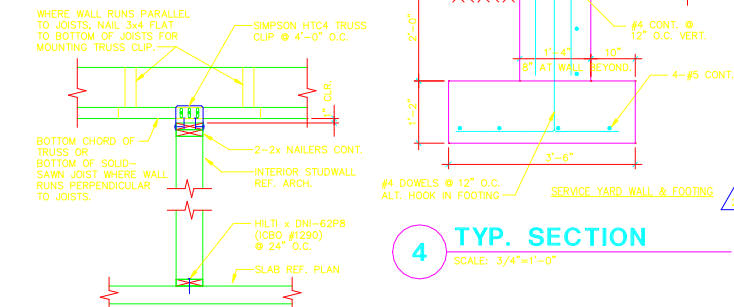 WHERE WALL RUNS PARALLEL
TO JOISTS, NAIL 3x4 FLAT
TO BOTTOM OF JOISTS FOR
MOUNTING TRUSS CLIP.
SIMPSON HTC4 TRUSS
CLIP @ 4'-0" O.C.
1" CLR.
BOTTOM CHORD OF
TRUSS OR
BOTTOM OF SOLID-
SAWN JOIST WHERE WALL
RUNS PERPENDICULAR
TO JOISTS.
2-2x NAILERS CONT.
INTERIOR STUDWALL
REF. ARCH.
HILTI x DNI-62P8
(ICBO #1290)
@ 24" O.C.
SLAB REF. PLAN
2'-0"
#4 CONT. @
12" O.C. VERT.
1'-4"
10"
8" AT WALL BEYOND.
4-#5 CONT.
1'-2"
3'-6"
#4 DOWELS @ 12" O.C.
ALT. HOOK IN FOOTING
SERVICE YARD WALL & FOOTING
4
TYP. SECTION
SCALE: 3/4"=1'-0"